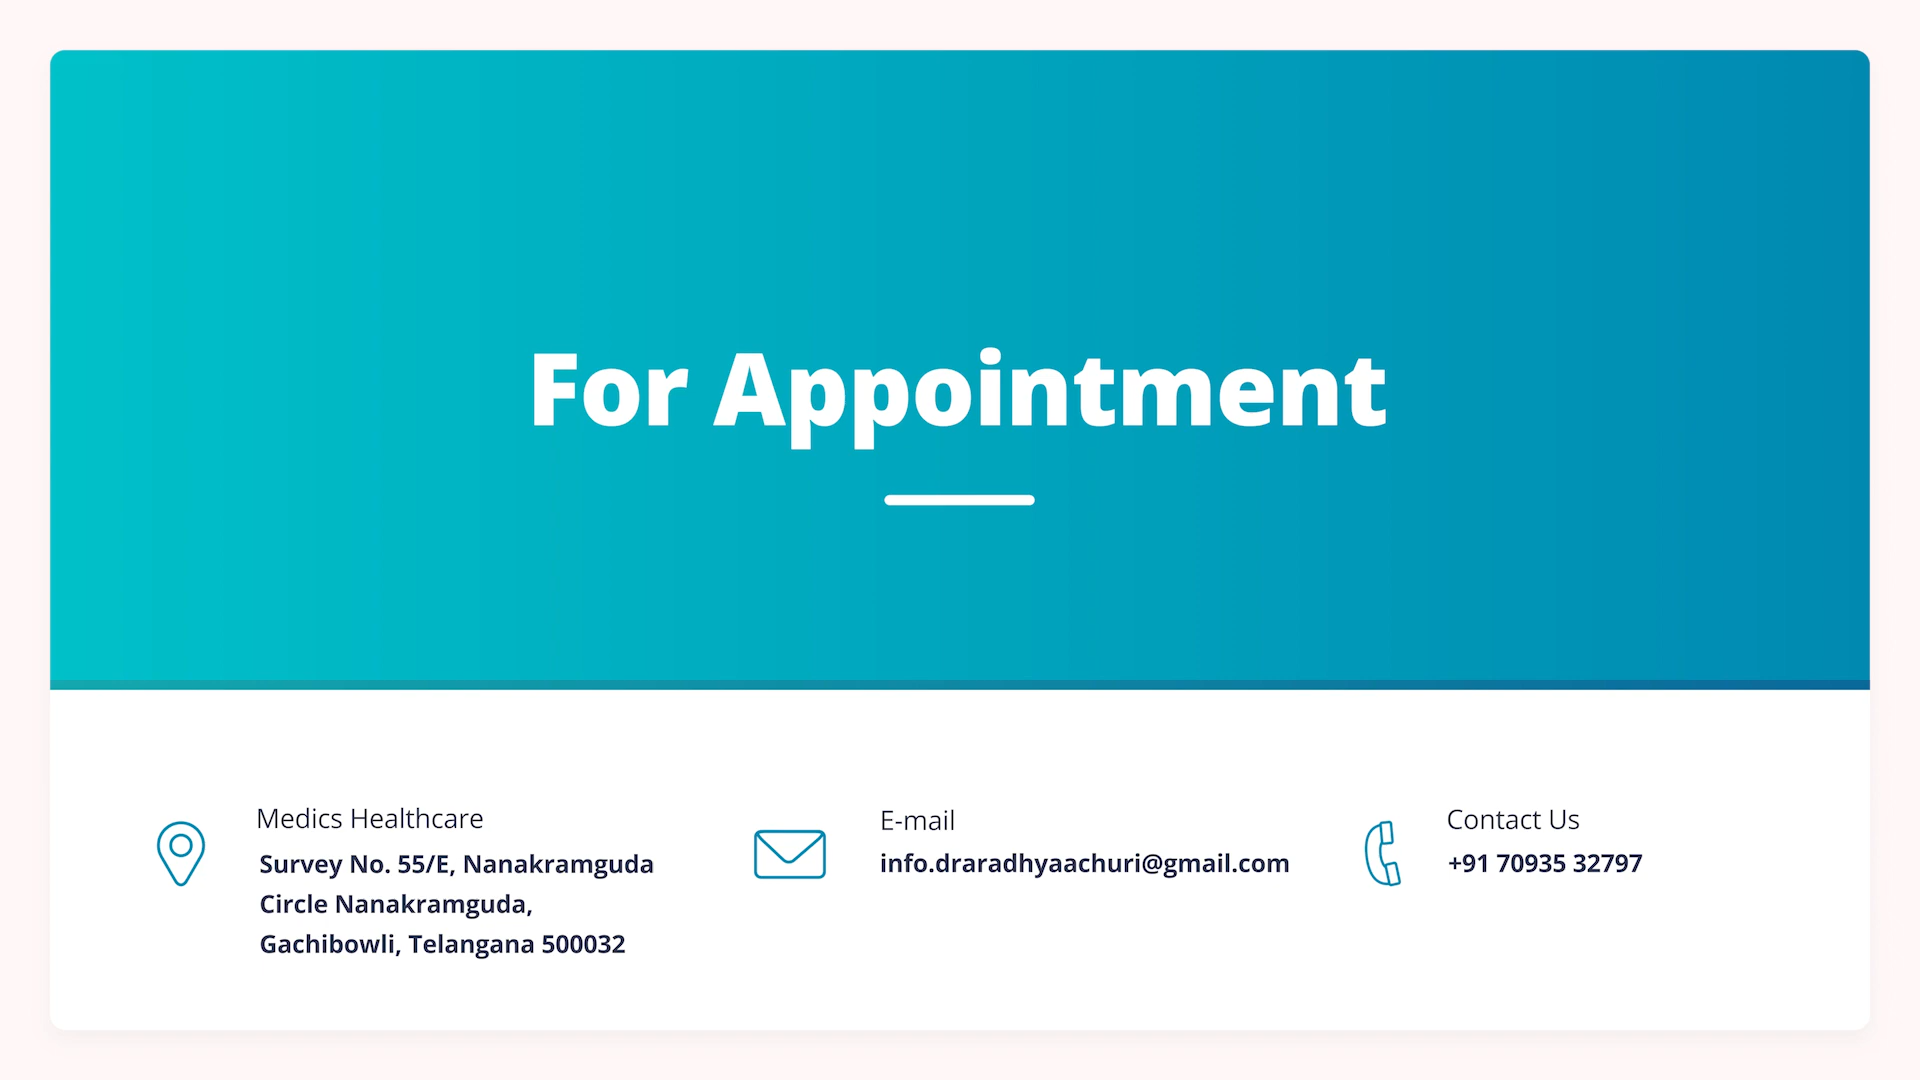 For Appointment
Medics Healthcare
Survey No. 55/E, Nanakramguda
Circle Nanakramguda,
Gachibowli, Telangana 500032
E-mail
info.draradhyaachuri@gmail.com
Contact Us
+91 70935 32797